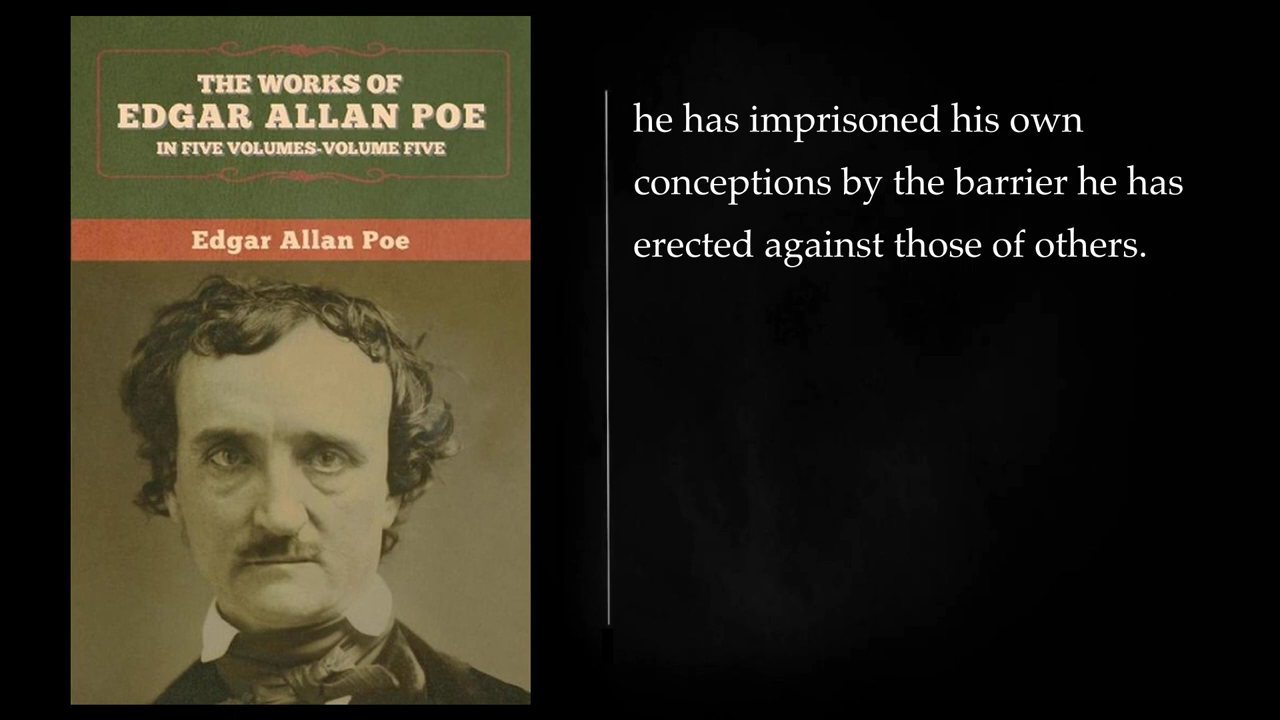 THE WORKS OF
EDGAR ALLAN POE
IN FIVE VOLUMES-VOLUME FIVE
Edgar Allan Poe
he has imprisoned his own
conceptions by the barrier he has
erected against those of others.